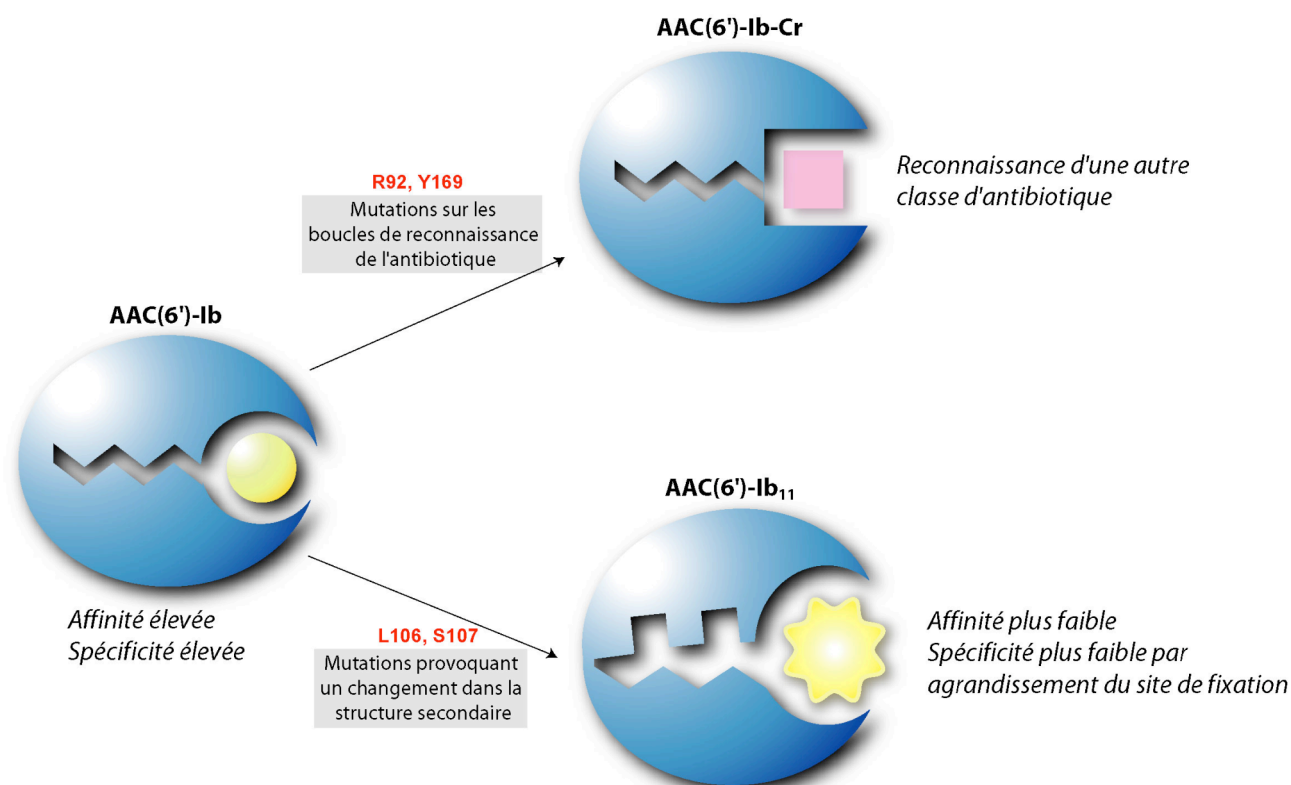 AAC(6')-Ib-Cr
R92, Y169
Mutations sur les
boucles de reconnaissance
de l'antibiotique
Reconnaissance d'une autre
classe d'antibiotique
AAC(6')-Ib
Affinité élevée
Spécificité élevée
L106, S107
Mutations provoquant
un changement dans la
structure secondaire
AAC(6')-Ib₁₁
Affinité plus faible
Spécificité plus faible par
agrandissement du site de fixation